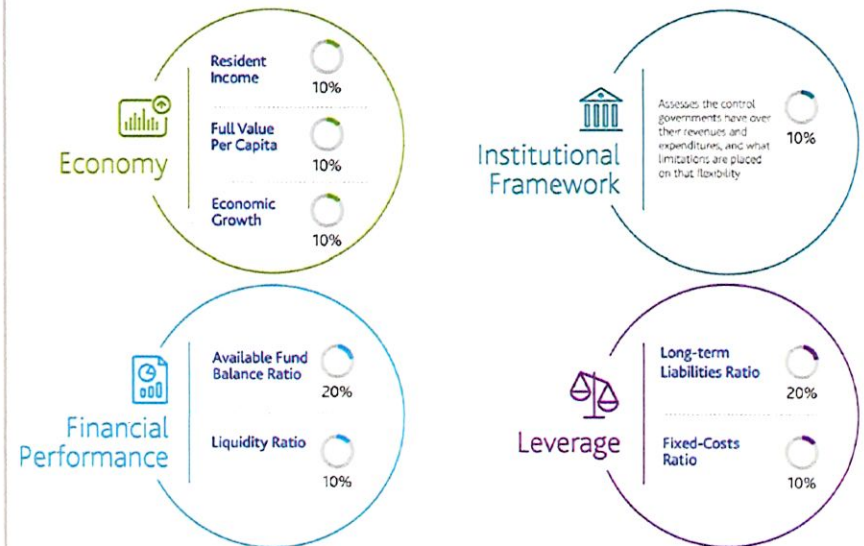 Economy
Resident
Income
10%
Full Value
Per Capita
10%
Economic
Growth
10%
Institutional
Framework
Assesses the control
governments have over
their revenues and
expenditures, and what
limitations are placed
on that flexibility
10%
Financial
Performance
Available Fund
Balance Ratio
20%
Liquidity Ratio
10%
Leverage
Long-term
Liabilities Ratio
20%
Fixed-Costs
Ratio
10%